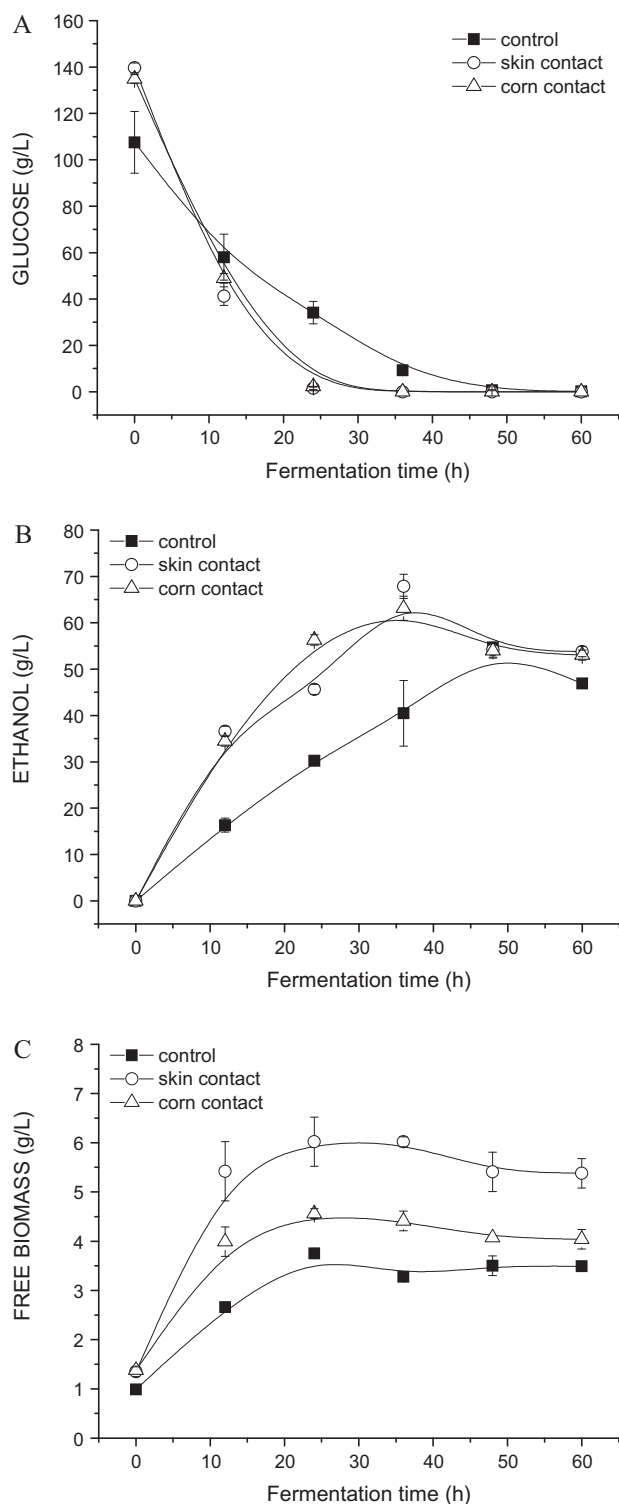 A
control
skin contact
corn contact
160
140
120
100
80
60
40
20
0
GLUCOSE (g/L)
0 10 20 30 40 50 60
Fermentation time (h)
B
control
skin contact
corn contact
80
70
60
50
40
30
20
10
0
ETHANOL (g/L)
0 10 20 30 40 50 60
Fermentation time (h)
C
control
skin contact
corn contact
8
7
6
5
4
3
2
1
0
FREE BIOMASS (g/L)
0 10 20 30 40 50 60
Fermentation time (h)